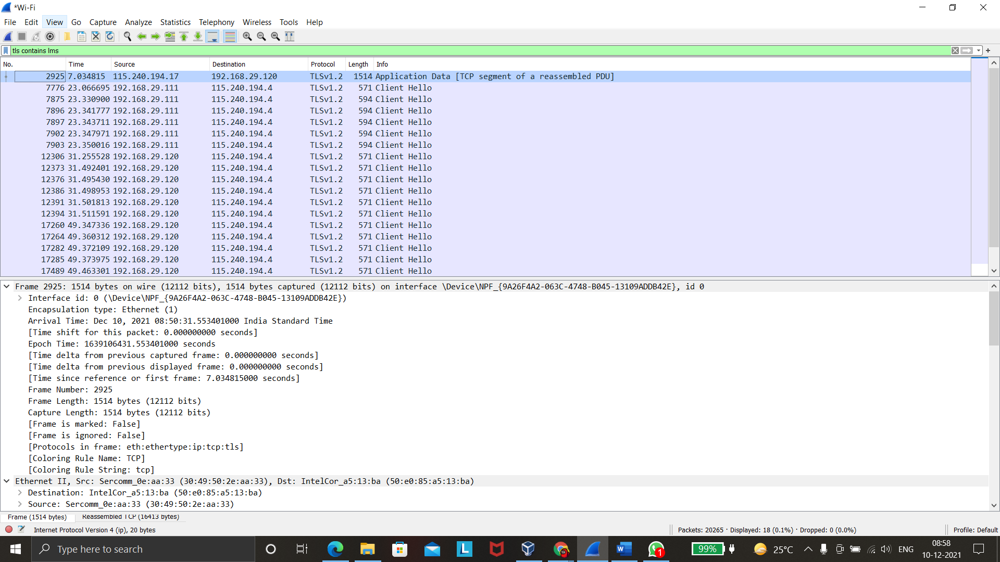 *Wi-Fi
File Edit View Go Capture Analyze Statistics Telephony Wireless Tools Help
tls contains lms
No. Time Source Destination Protocol Length Info
2925 7.034815 115.240.194.17 192.168.29.120 TLSv1.2 1514 Application Data [TCP segment of a reassembled PDU]
7776 23.066695 192.168.29.111 115.240.194.4 TLSv1.2 571 Client Hello
7875 23.330900 192.168.29.111 115.240.194.4 TLSv1.2 594 Client Hello
7896 23.341777 192.168.29.111 115.240.194.4 TLSv1.2 594 Client Hello
7897 23.343711 192.168.29.111 115.240.194.4 TLSv1.2 594 Client Hello
7902 23.347971 192.168.29.111 115.240.194.4 TLSv1.2 594 Client Hello
7903 23.350016 192.168.29.111 115.240.194.4 TLSv1.2 594 Client Hello
12306 31.255528 192.168.29.120 115.240.194.4 TLSv1.2 571 Client Hello
12373 31.492401 192.168.29.120 115.240.194.4 TLSv1.2 571 Client Hello
12376 31.495430 192.168.29.120 115.240.194.4 TLSv1.2 571 Client Hello
12386 31.498953 192.168.29.120 115.240.194.4 TLSv1.2 571 Client Hello
12391 31.501813 192.168.29.120 115.240.194.4 TLSv1.2 571 Client Hello
12394 31.511591 192.168.29.120 115.240.194.4 TLSv1.2 571 Client Hello
17260 49.347336 192.168.29.120 115.240.194.4 TLSv1.2 571 Client Hello
17264 49.360312 192.168.29.120 115.240.194.4 TLSv1.2 571 Client Hello
17282 49.372109 192.168.29.120 115.240.194.4 TLSv1.2 571 Client Hello
17285 49.373975 192.168.29.120 115.240.194.4 TLSv1.2 571 Client Hello
17489 49.463301 192.168.29.120 115.240.194.4 TLSv1.2 571 Client Hello
Frame 2925: 1514 bytes on wire (12112 bits), 1514 bytes captured (12112 bits) on interface \Device\NPF_{9A26F4A2-063C-4748-B045-13109ADDB42E}, id 0
Interface id: 0 (\Device\NPF_{9A26F4A2-063C-4748-B045-13109ADDB42E})
Encapsulation type: Ethernet (1)
Arrival Time: Dec 10, 2021 08:50:31.553401000 India Standard Time
[Time shift for this packet: 0.000000000 seconds]
Epoch Time: 1639106431.553401000 seconds
[Time delta from previous captured frame: 0.000000000 seconds]
[Time delta from previous displayed frame: 0.000000000 seconds]
[Time since reference or first frame: 7.034815000 seconds]
Frame Number: 2925
Frame Length: 1514 bytes (12112 bits)
Capture Length: 1514 bytes (12112 bits)
[Frame is marked: False]
[Frame is ignored: False]
[Protocols in frame: eth:ethertype:ip:tcp:tls]
[Coloring Rule Name: TCP]
[Coloring Rule String: tcp]
Ethernet II, Src: Sercomm_0e:aa:33 (30:49:50:2e:aa:33), Dst: IntelCor_a5:13:ba (50:e0:85:a5:13:ba)
Destination: IntelCor_a5:13:ba (50:e0:85:a5:13:ba)
Source: Sercomm_0e:aa:33 (30:49:50:2e:aa:33)
Frame (1514 bytes) Reassembled TCP (16413 bytes)
Internet Protocol Version 4 (ip), 20 bytes Packets: 20265 · Displayed: 18 (0.1%) · Dropped: 0 (0.0%) Profile: Default
Type here to search L W 1 99% 25°C ENG 08:58
10-12-2021